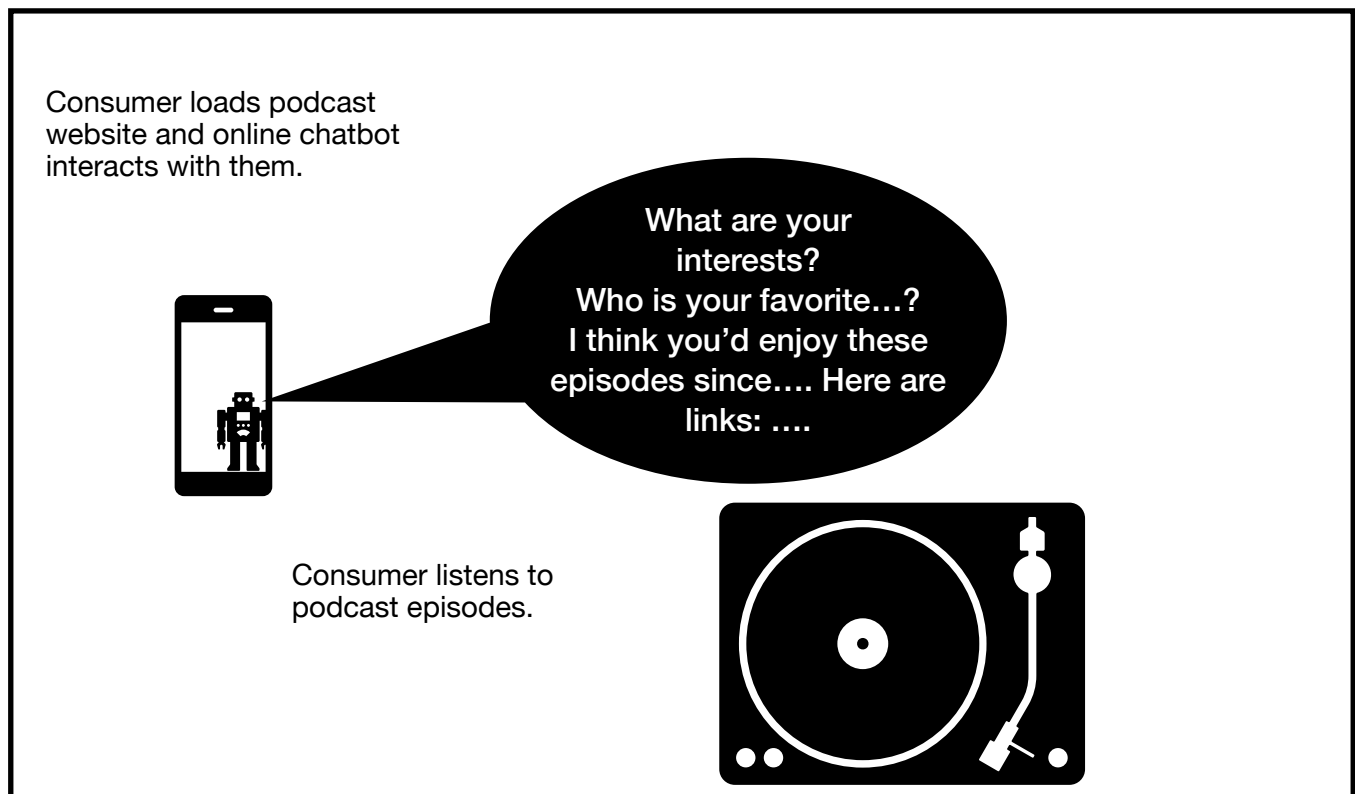 Consumer loads podcast
website and online chatbot
interacts with them.
What are your
interests?
Who is your favorite…?
I think you’d enjoy these
episodes since…. Here are
links: ….
Consumer listens to
podcast episodes.